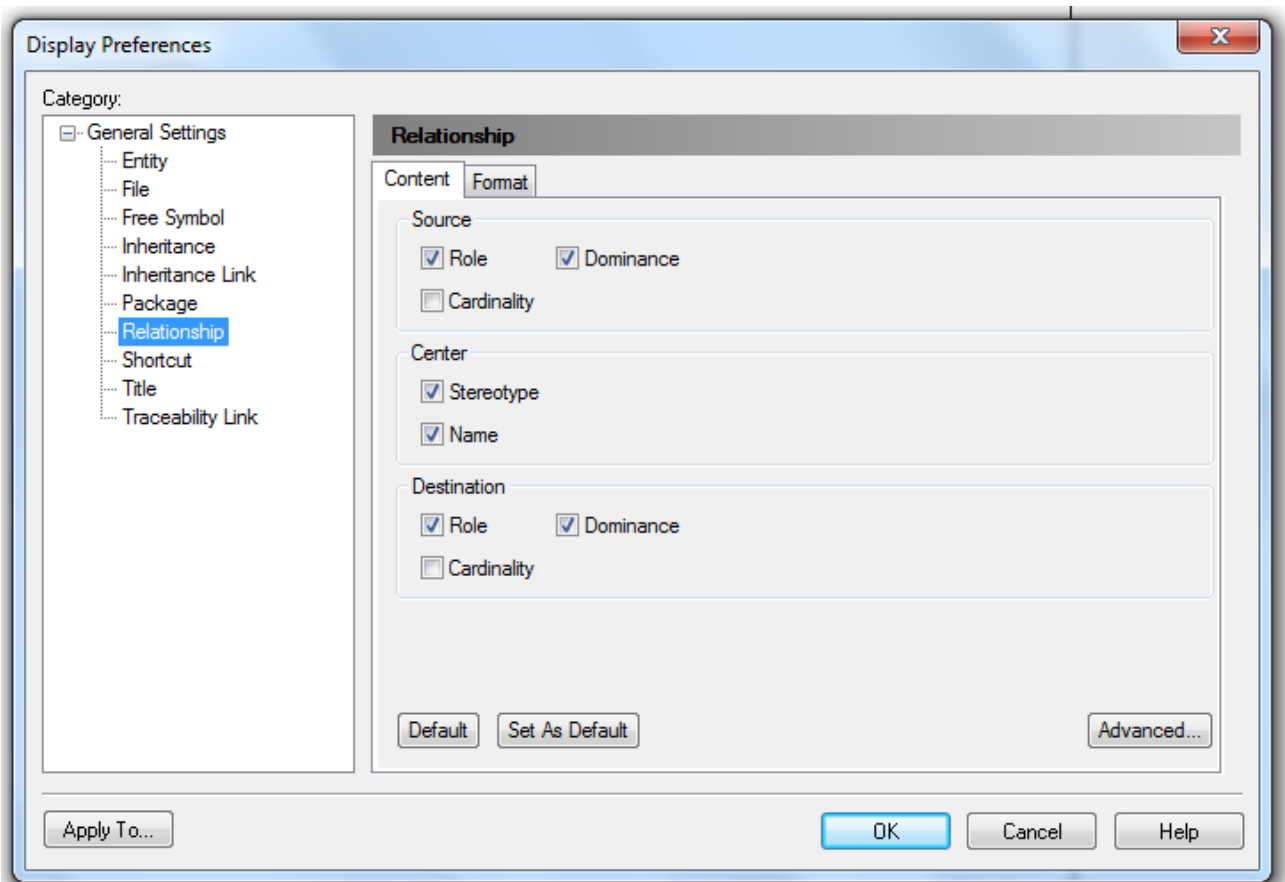 Display Preferences
Category:
General Settings
Entity
File
Free Symbol
Inheritance
Inheritance Link
Package
Relationship
Shortcut
Title
Traceability Link
Relationship
Content Format
Source
Role Dominance
Cardinality
Center
Stereotype
Name
Destination
Role Dominance
Cardinality
Default Set As Default Advanced...
Apply To... OK Cancel Help